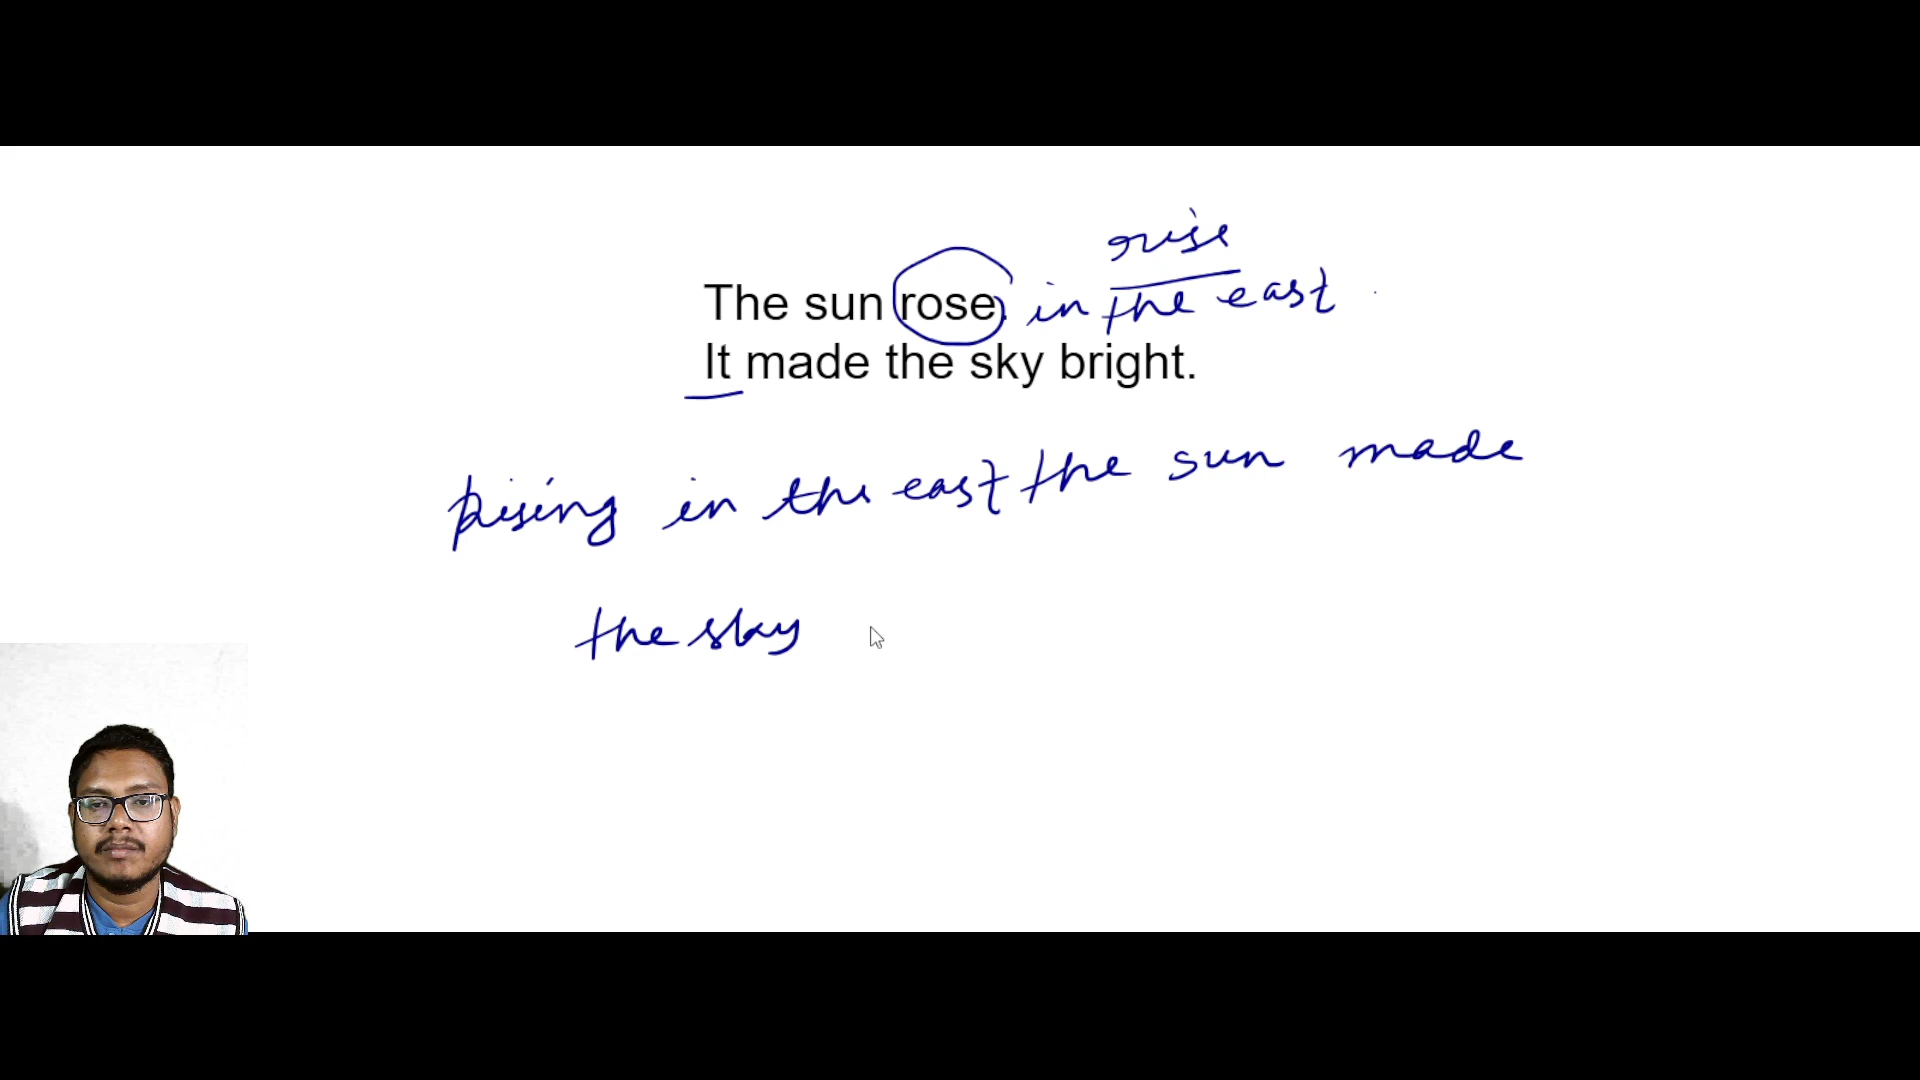 rise
The sun rose. in the east
It made the sky bright.
Rising in the east the sun made
the sky